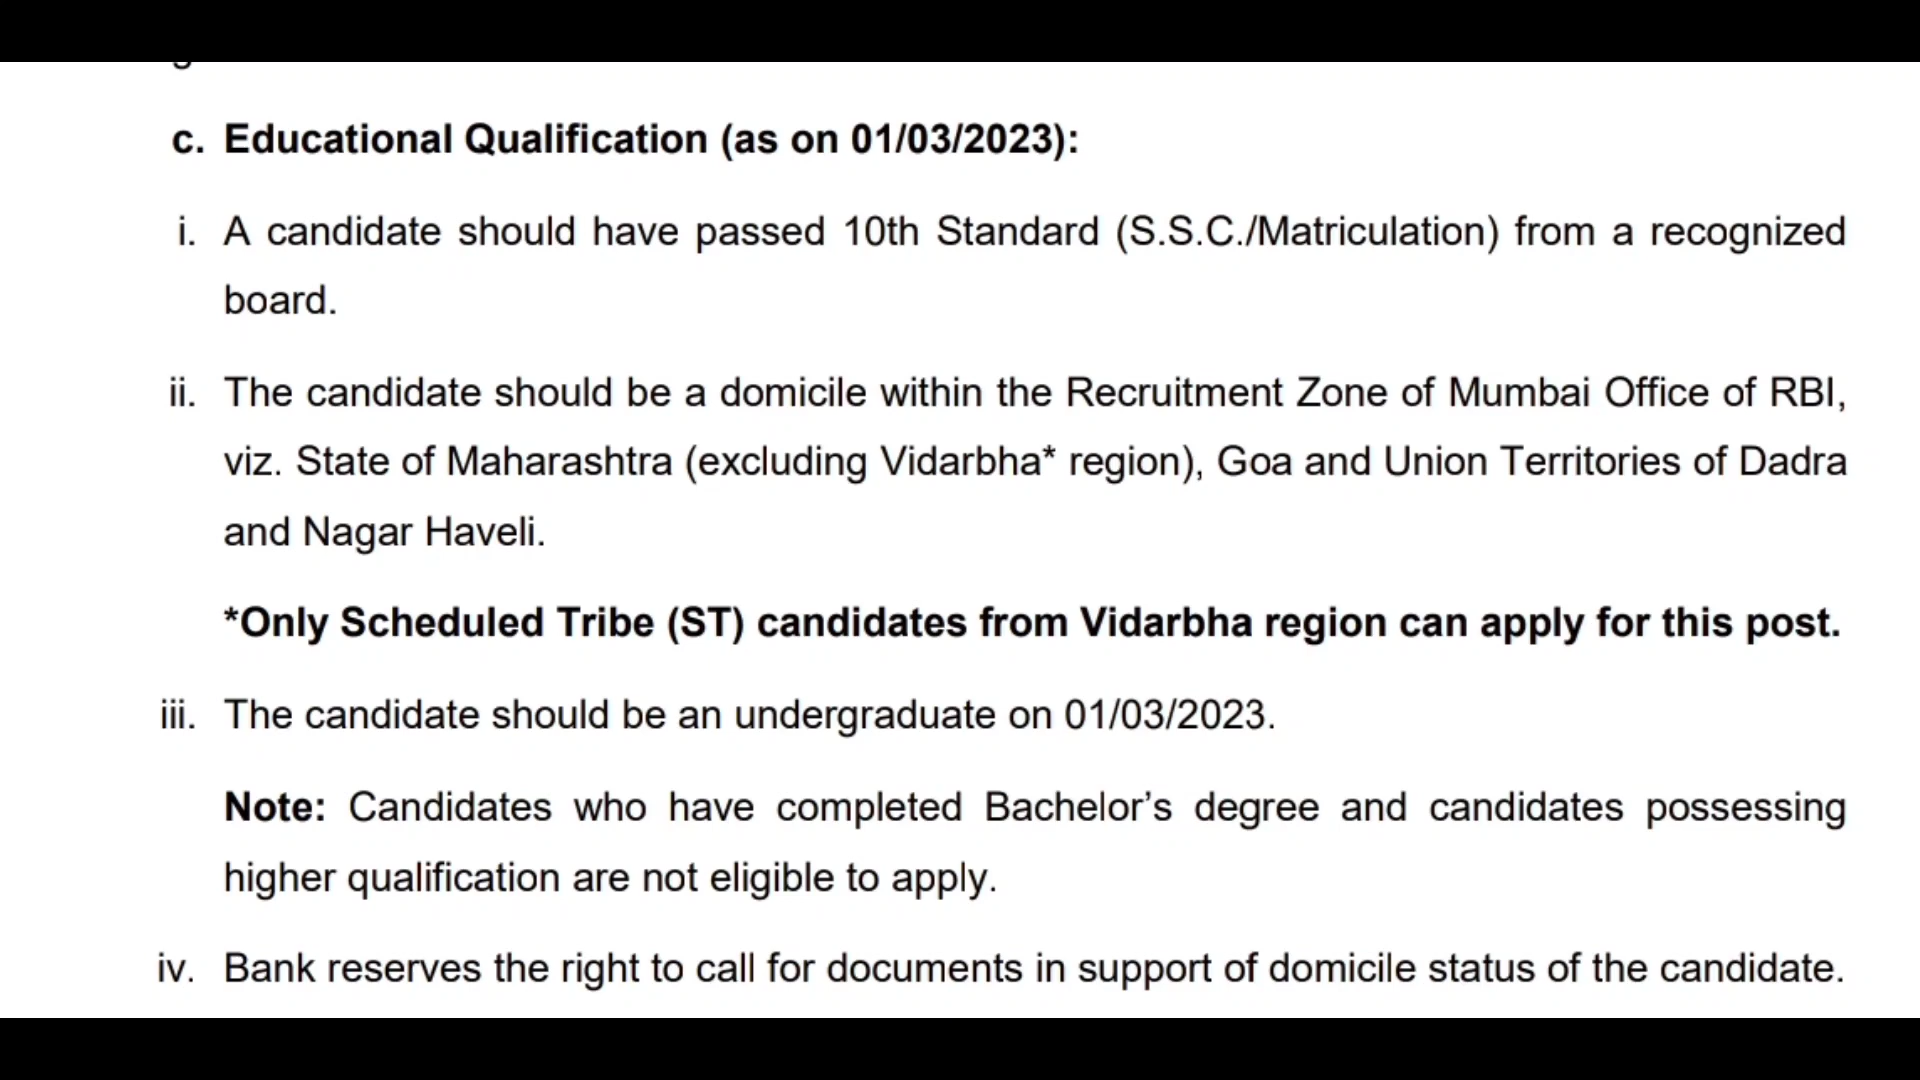 c. Educational Qualification (as on 01/03/2023):
i. A candidate should have passed 10th Standard (S.S.C./Matriculation) from a recognized
board.
ii. The candidate should be a domicile within the Recruitment Zone of Mumbai Office of RBI,
viz. State of Maharashtra (excluding Vidarbha* region), Goa and Union Territories of Dadra
and Nagar Haveli.
*Only Scheduled Tribe (ST) candidates from Vidarbha region can apply for this post.
iii. The candidate should be an undergraduate on 01/03/2023.
Note: Candidates who have completed Bachelor’s degree and candidates possessing
higher qualification are not eligible to apply.
iv. Bank reserves the right to call for documents in support of domicile status of the candidate.